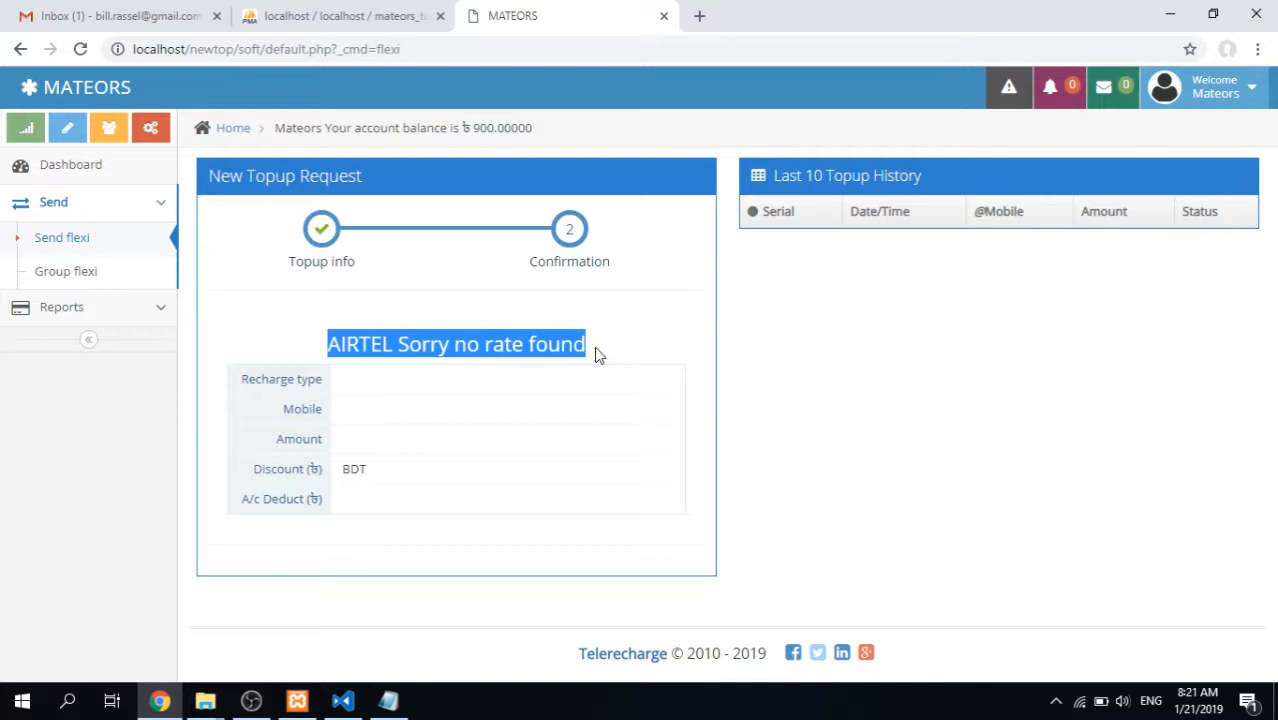 Inbox (1) - bill.rassel@gmail.com
localhost / localhost / mateors_t
MATEORS
localhost/newtop/soft/default.php?_cmd=flexi
MATEORS
0
0
Welcome
Mateors
Home
Mateors Your account balance is ৳ 900.00000
Dashboard
Send
Send flexi
Group flexi
Reports
New Topup Request
2
Topup info
Confirmation
AIRTEL Sorry no rate found
Recharge type
Mobile
Amount
Discount (৳) BDT
A/c Deduct (৳)
Last 10 Topup History
Serial Date/Time @Mobile Amount Status
Telerecharge © 2010 - 2019
ENG
8:21 AM
1/21/2019
1